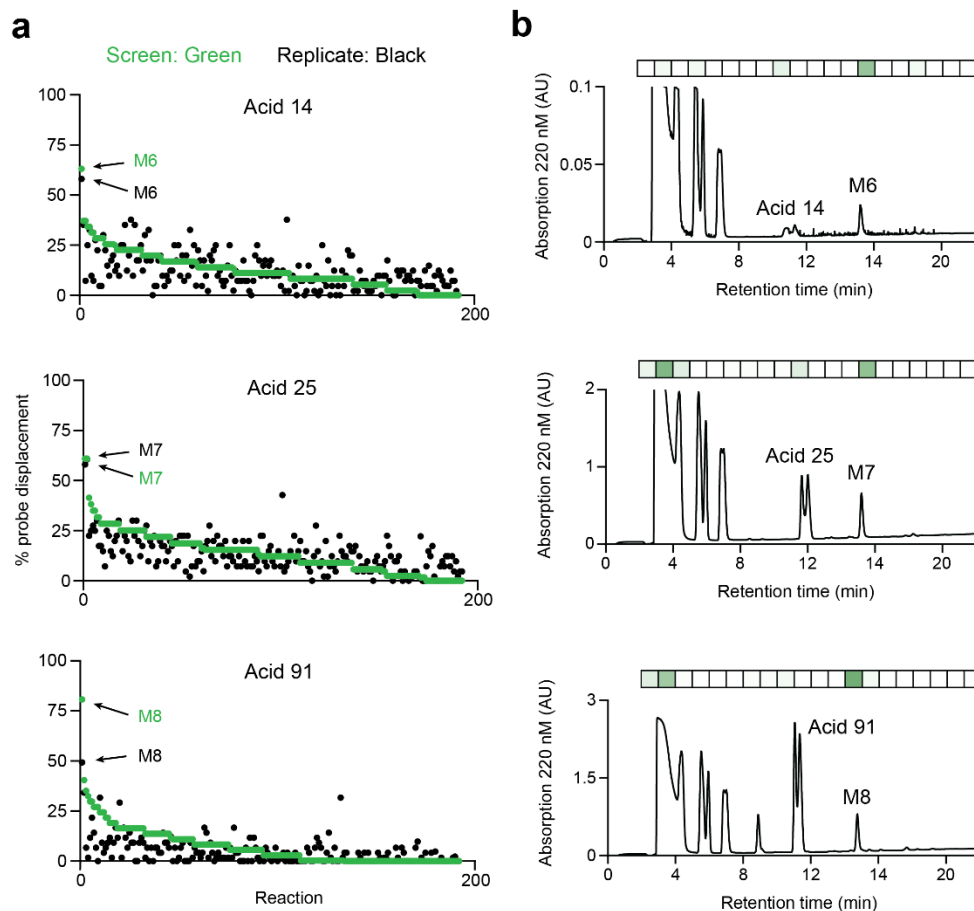 a
Screen: Green Replicate: Black
Acid 14
100
75
50
25
0
0
200
M6
M6
Acid 25
% probe displacement
100
75
50
25
0
0
200
M7
M7
Acid 91
100
75
50
25
0
0
200
M8
M8
Reaction
b
Absorption 220 nM (AU)
0.1
0.05
0
Acid 14
M6
0 4 8 12 14 20
Retention time (min)
Absorption 220 nM (AU)
2
1
0
Acid 25
M7
0 4 8 12 14 20
Retention time (min)
Absorption 220 nM (AU)
3
1.5
0
Acid 91
M8
0 4 8 12 14 20
Retention time (min)